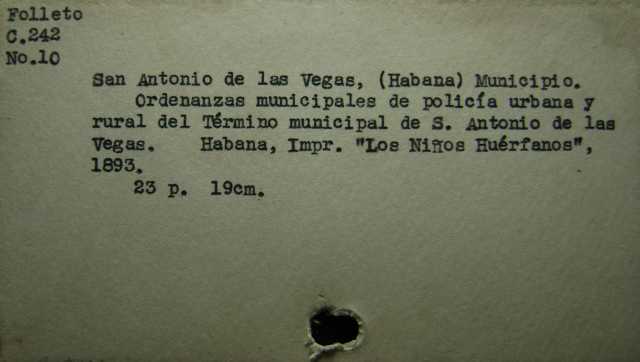 Folleto
C.242
No.10
San Antonio de las Vegas, (Habana) Municipio.
Ordenanzas municipales de policía urbana y
rural del Término municipal de S. Antonio de las
Vegas. Habana, Impr. "Los Niños Huérfanos",
1893.
23 p. 19cm.